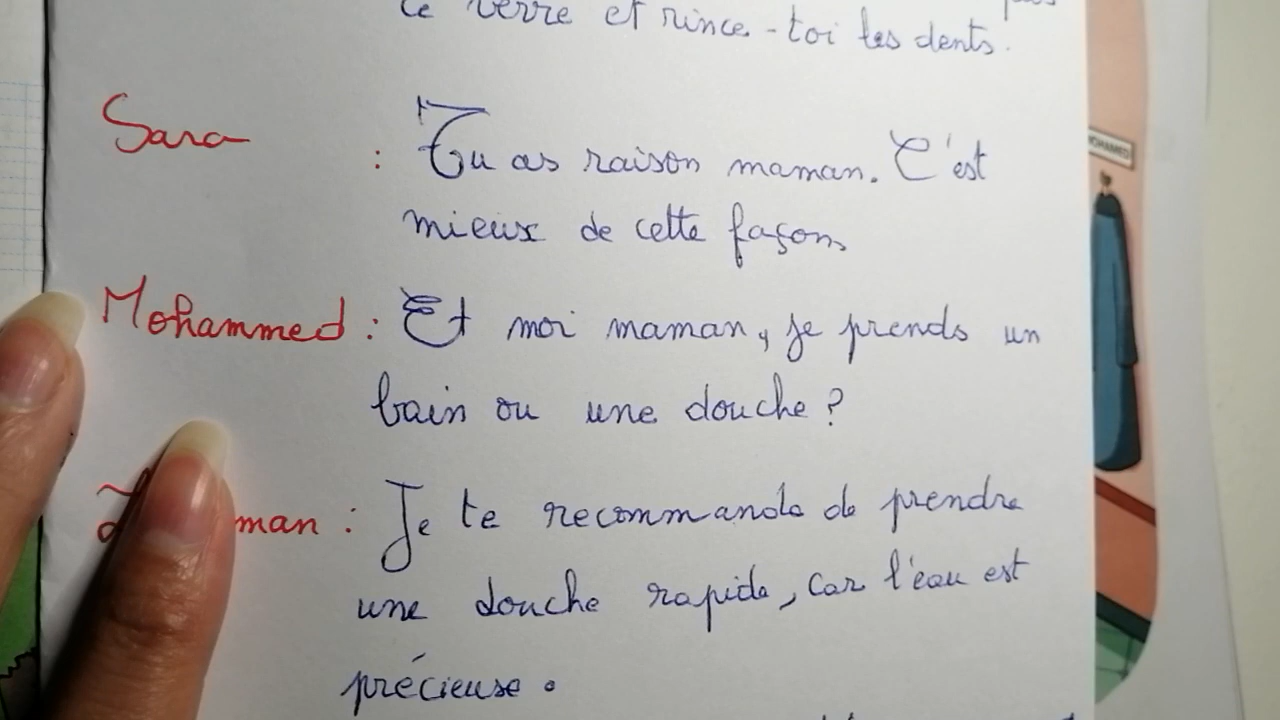 le verre et rince-toi les dents.
Sara : Tu as raison maman. C'est
mieux de cette façon
Mohammed : Et moi maman, je prends un
bain ou une douche ?
man : Je te recommande de prendre
une douche rapide, car l'eau est
précieuse.